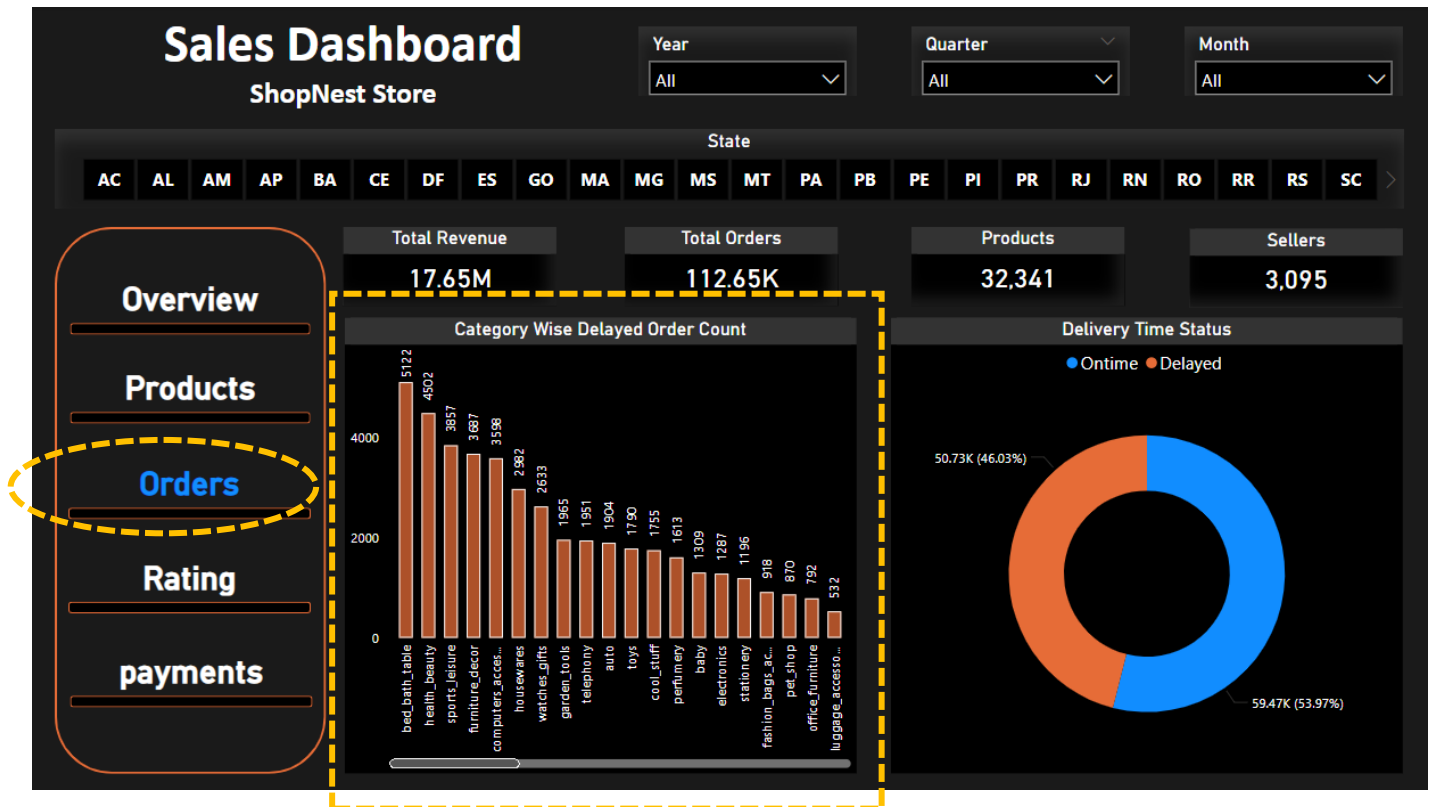 Sales Dashboard
ShopNest Store
Year
All
Quarter
All
Month
All
State
AC AL AM AP BA CE DF ES GO MA MG MS MT PA PB PE PI PR RJ RN RO RR RS SC
Overview
Products
Orders
Rating
payments
Total Revenue
17.65M
Total Orders
112.65K
Products
32,341
Sellers
3,095
Category Wise Delayed Order Count
4000
2000
0
5122
4502
3857
3687
3598
2982
2633
1965
1951
1904
1790
1755
1613
1309
1287
1196
918
870
792
532
bed_bath_table
health_beauty
sports_leisure
furniture_decor
computers_acces...
housewares
watches_gifts
garden_tools
telephony
auto
toys
cool_stuff
perfumery
baby
electronics
stationery
fashion_bags_ac...
pet_shop
office_furniture
luggage_accesso...
Delivery Time Status
Ontime Delayed
50.73K (46.03%)
59.47K (53.97%)